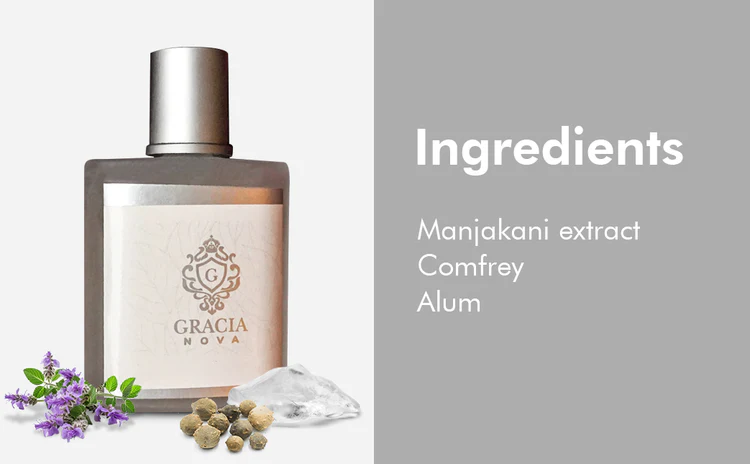 G
GRACIA
NOVA
Ingredients
Manjakani extract
Comfrey
Alum